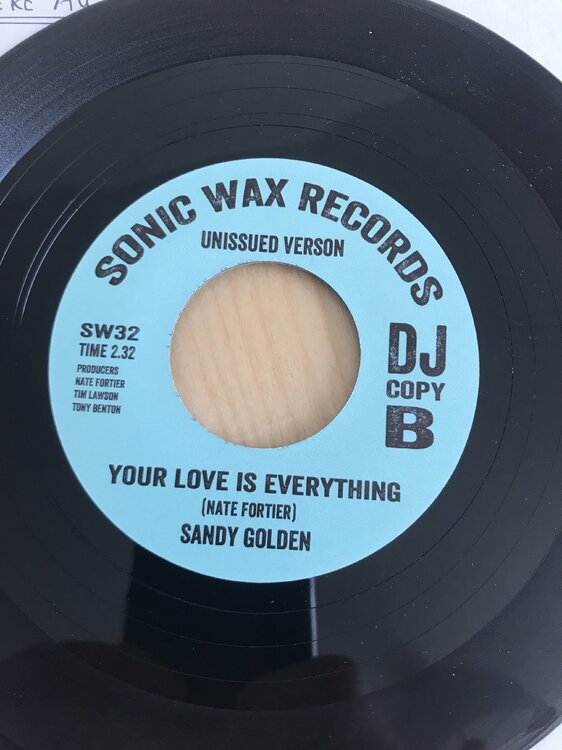 SONIC WAX RECORDS
UNISSUED VERSON
SW32
TIME 2.32
PRODUCERS
NATE FORTIER
TIM LAWSON
TONY BENTON
DJ
COPY
B
YOUR LOVE IS EVERYTHING
(NATE FORTIER)
SANDY GOLDEN